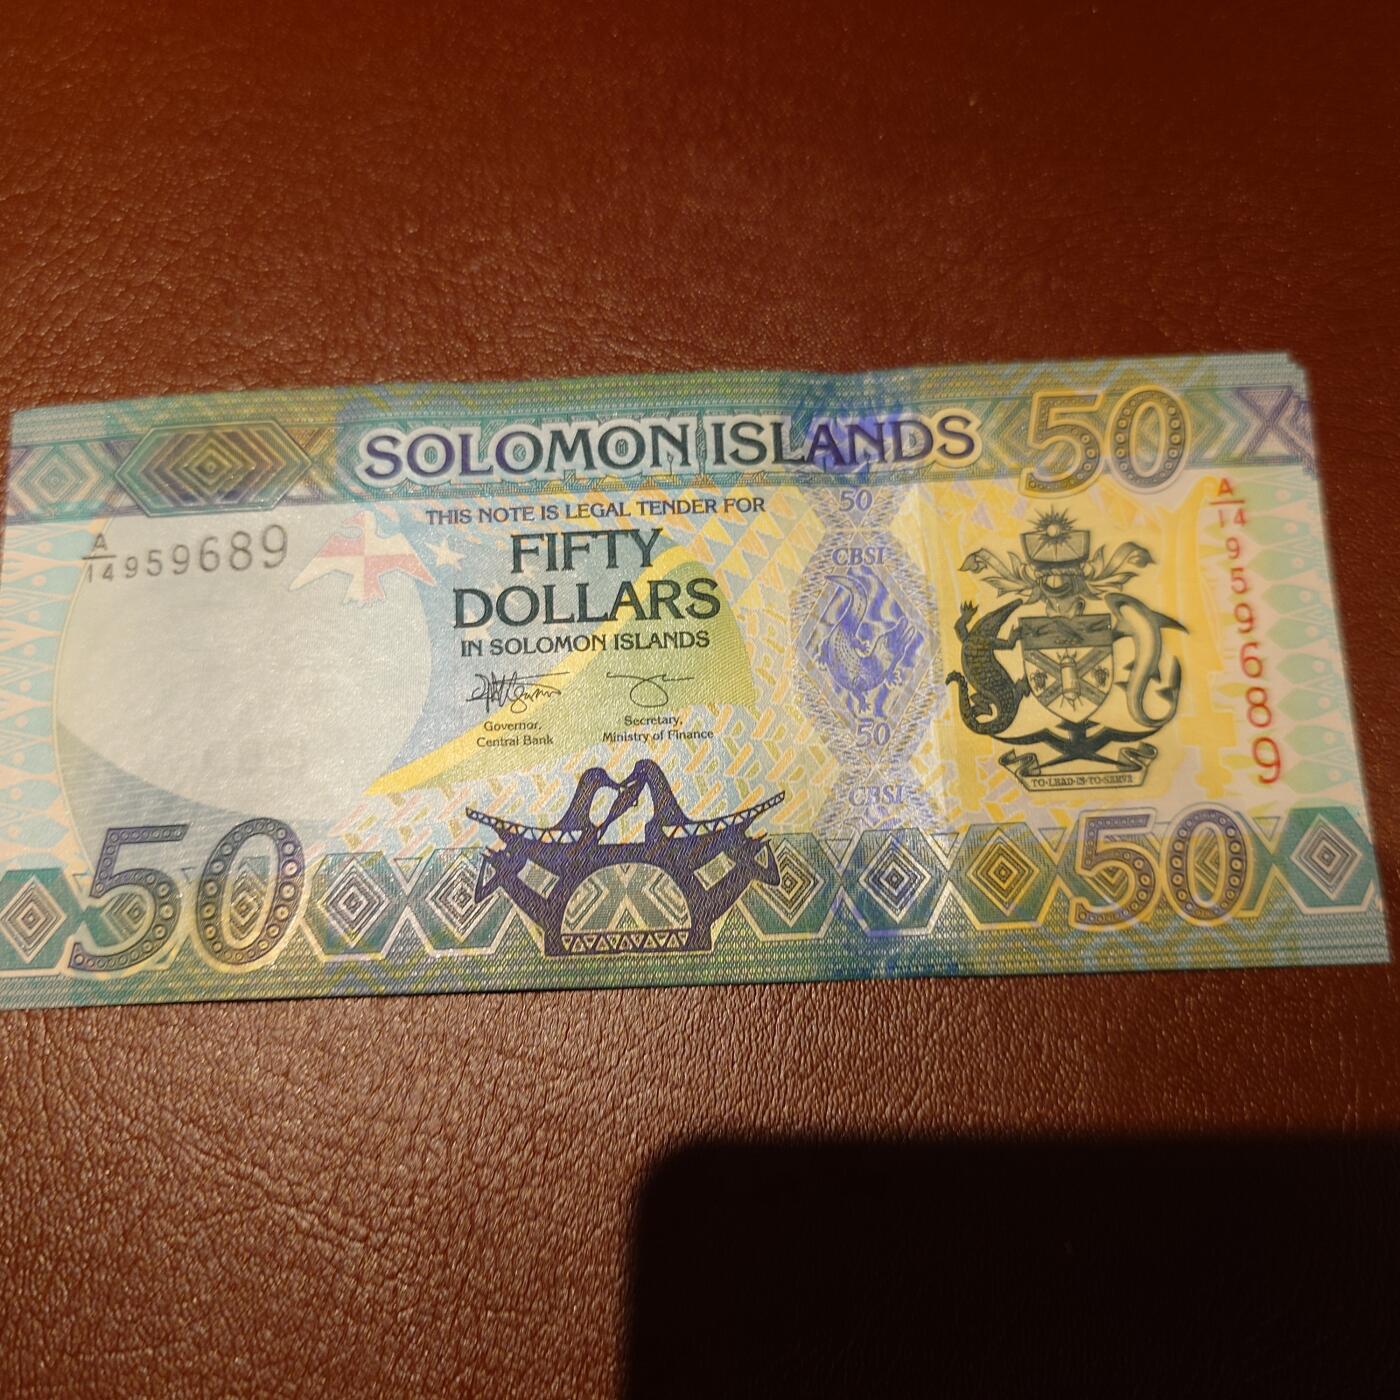 SOLOMON ISLANDS
50
THIS NOTE IS LEGAL TENDER FOR
FIFTY
DOLLARS
IN SOLOMON ISLANDS
A/14 959689
Governor,
Central Bank
Secretary,
Ministry of Finance
50
CBSI
50
CBSI
A/14 959689
TO·LEAD·IS·TO·SERVE
50
50